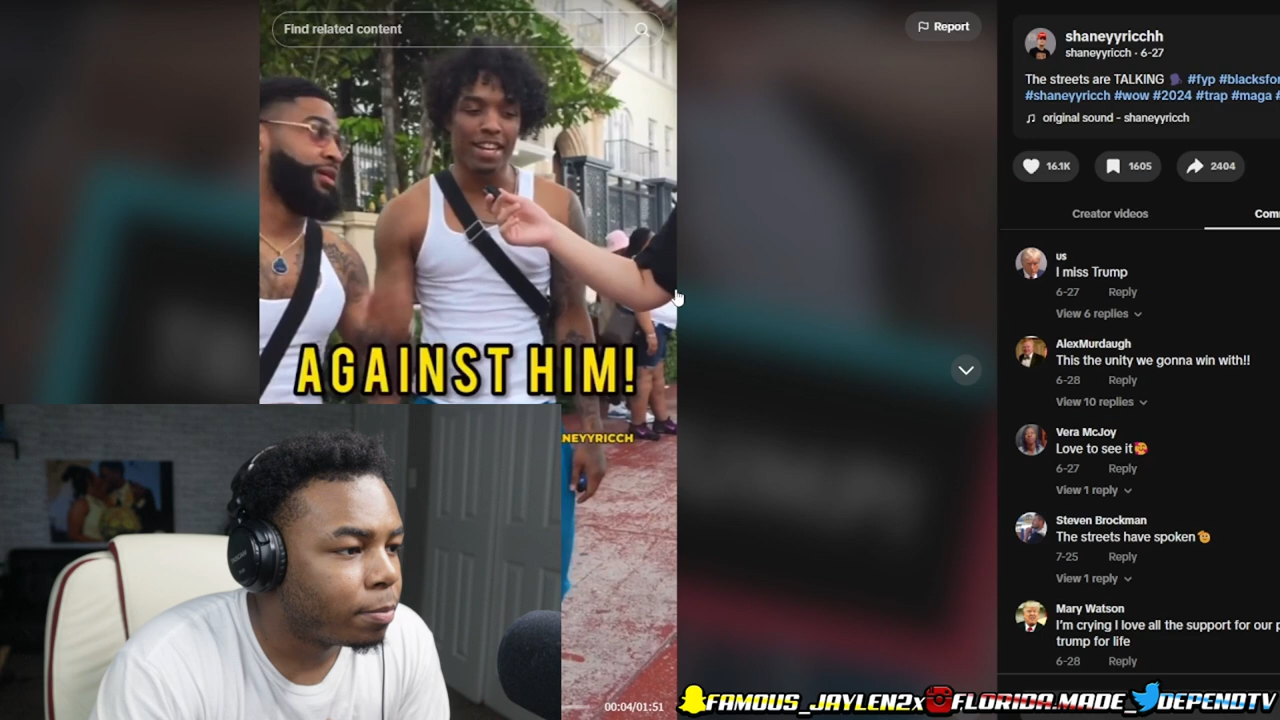 Find related content
Report
shaneyyricchh
shaneyyricch · 6-27
The streets are TALKING 🗣 #fyp #blacksfor
#shaneyyricch #wow #2024 #trap #maga #
original sound - shaneyyricch
16.1K
1605
2404
Creator videos
Com
us
I miss Trump
6-27 Reply
View 6 replies
AGAINST HIM!
AlexMurdaugh
This the unity we gonna win with!!
6-28 Reply
View 10 replies
NEYYRICCH
Vera McJoy
Love to see it🥰
6-27 Reply
View 1 reply
Steven Brockman
The streets have spoken🫡
7-25 Reply
View 1 reply
Mary Watson
I'm crying I love all the support for our p
trump for life
6-28 Reply
00:04/01:51
FAMOUS_JAYLEN2x FLORIDA.MADE_ DEPENDTV